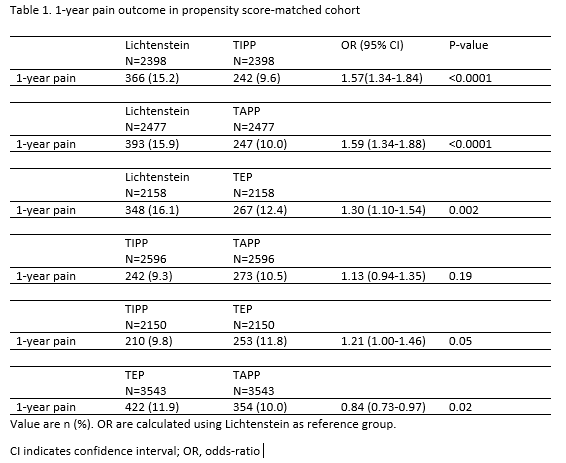 Table 1. 1-year pain outcome in propensity score-matched cohort
Lichtenstein TIPP OR (95% CI) P-value
N=2398 N=2398
1-year pain 366 (15.2) 242 (9.6) 1.57(1.34-1.84) <0.0001
Lichtenstein TAPP
N=2477 N=2477
1-year pain 393 (15.9) 247 (10.0) 1.59 (1.34-1.88) <0.0001
Lichtenstein TEP
N=2158 N=2158
1-year pain 348 (16.1) 267 (12.4) 1.30 (1.10-1.54) 0.002
TIPP TAPP
N=2596 N=2596
1-year pain 242 (9.3) 273 (10.5) 1.13 (0.94-1.35) 0.19
TIPP TEP
N=2150 N=2150
1-year pain 210 (9.8) 253 (11.8) 1.21 (1.00-1.46) 0.05
TEP TAPP
N=3543 N=3543
1-year pain 422 (11.9) 354 (10.0) 0.84 (0.73-0.97) 0.02
Value are n (%). OR are calculated using Lichtenstein as reference group.
CI indicates confidence interval; OR, odds-ratio